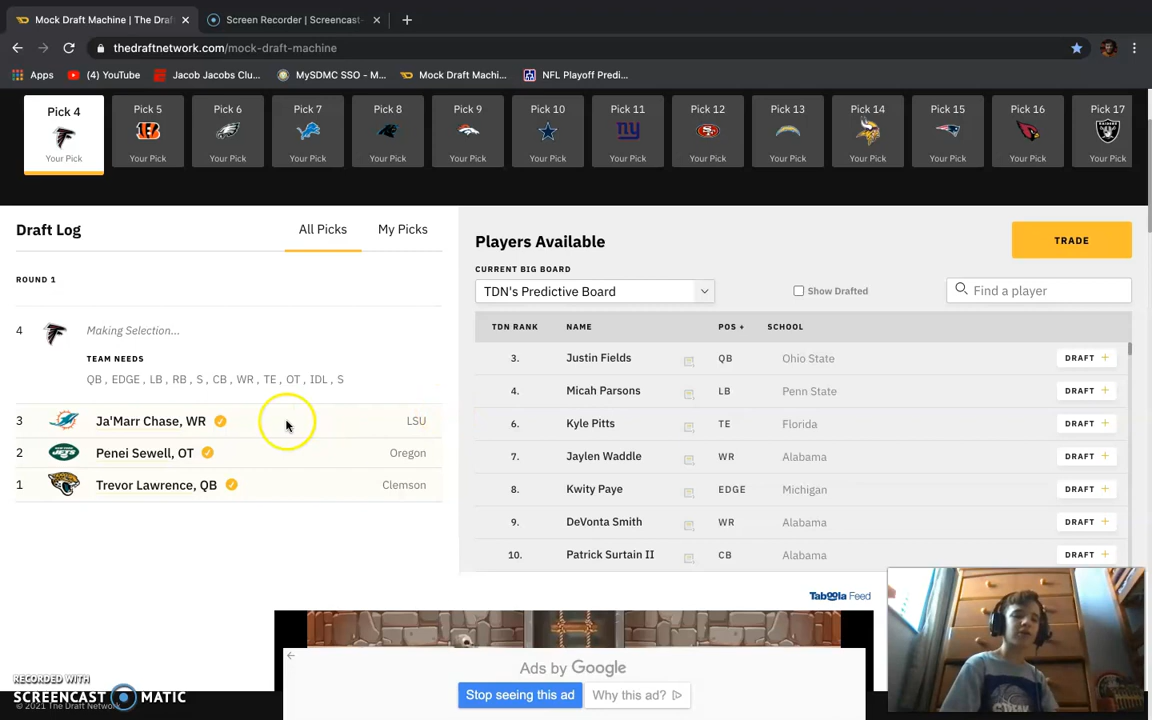 Mock Draft Machine | The Dra
Screen Recorder | Screencast-
thedraftnetwork.com/mock-draft-machine
Apps
(4) YouTube
Jacob Jacobs Clu...
MySDMC SSO - M...
Mock Draft Machi...
NFL Playoff Predi...
Pick 4 Pick 5 Pick 6 Pick 7 Pick 8 Pick 9 Pick 10 Pick 11 Pick 12 Pick 13 Pick 14 Pick 15 Pick 16 Pick 17
Your Pick Your Pick Your Pick Your Pick Your Pick Your Pick Your Pick Your Pick Your Pick Your Pick Your Pick Your Pick Your Pick Your Pick
Draft Log
All Picks
My Picks
ROUND 1
4 Making Selection...
TEAM NEEDS
QB , EDGE , LB , RB , S , CB , WR , TE , OT , IDL , S
3 Ja'Marr Chase, WR LSU
2 Penei Sewell, OT Oregon
1 Trevor Lawrence, QB Clemson
Players Available
TRADE
CURRENT BIG BOARD
TDN's Predictive Board
Show Drafted
Find a player
TDN RANK NAME POS + SCHOOL
3. Justin Fields QB Ohio State DRAFT +
4. Micah Parsons LB Penn State DRAFT +
6. Kyle Pitts TE Florida DRAFT +
7. Jaylen Waddle WR Alabama DRAFT +
8. Kwity Paye EDGE Michigan DRAFT +
9. DeVonta Smith WR Alabama DRAFT +
10. Patrick Surtain II CB Alabama DRAFT +
Taboola Feed
Ads by Google
Stop seeing this ad
Why this ad?
RECORDED WITH
SCREENCAST MATIC
© 2021 The Draft Network